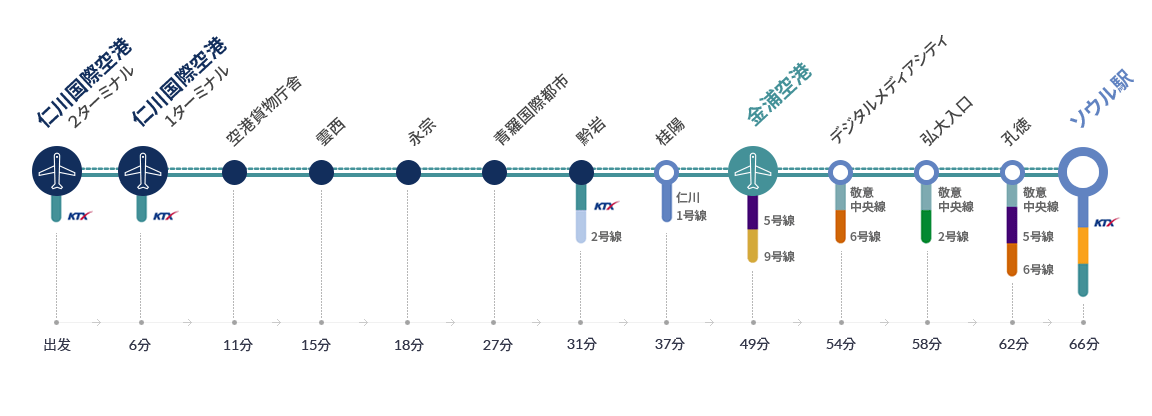 仁川国際空港
2ターミナル
仁川国際空港
1ターミナル
空港貨物庁舎
雲西
永宗
青羅国際都市
黔岩
桂陽
金浦空港
デジタルメディアシティ
弘大入口
孔徳
ソウル駅
KTX
KTX
KTX
2号線
仁川
1号線
5号線
9号線
敬意
中央線
6号線
敬意
中央線
2号線
敬意
中央線
5号線
6号線
KTX
出发
6分
11分
15分
18分
27分
31分
37分
49分
54分
58分
62分
66分